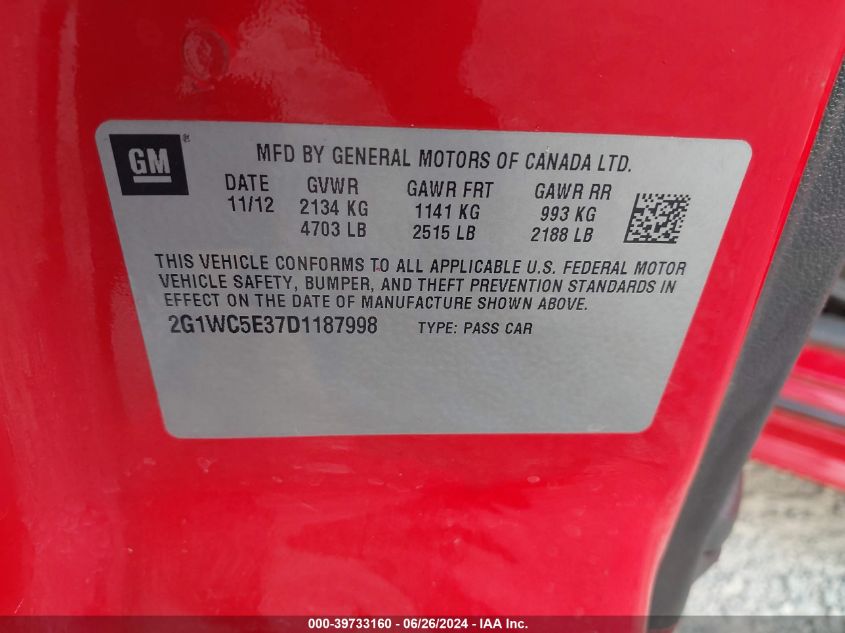 GM ®
MFD BY GENERAL MOTORS OF CANADA LTD.
DATE GVWR GAWR FRT GAWR RR
11/12 2134 KG 1141 KG 993 KG
4703 LB 2515 LB 2188 LB
THIS VEHICLE CONFORMS TO ALL APPLICABLE U.S. FEDERAL MOTOR
VEHICLE SAFETY, BUMPER, AND THEFT PREVENTION STANDARDS IN
EFFECT ON THE DATE OF MANUFACTURE SHOWN ABOVE.
2G1WC5E37D1187998 TYPE: PASS CAR
000-39733160 - 06/26/2024 - IAA Inc.